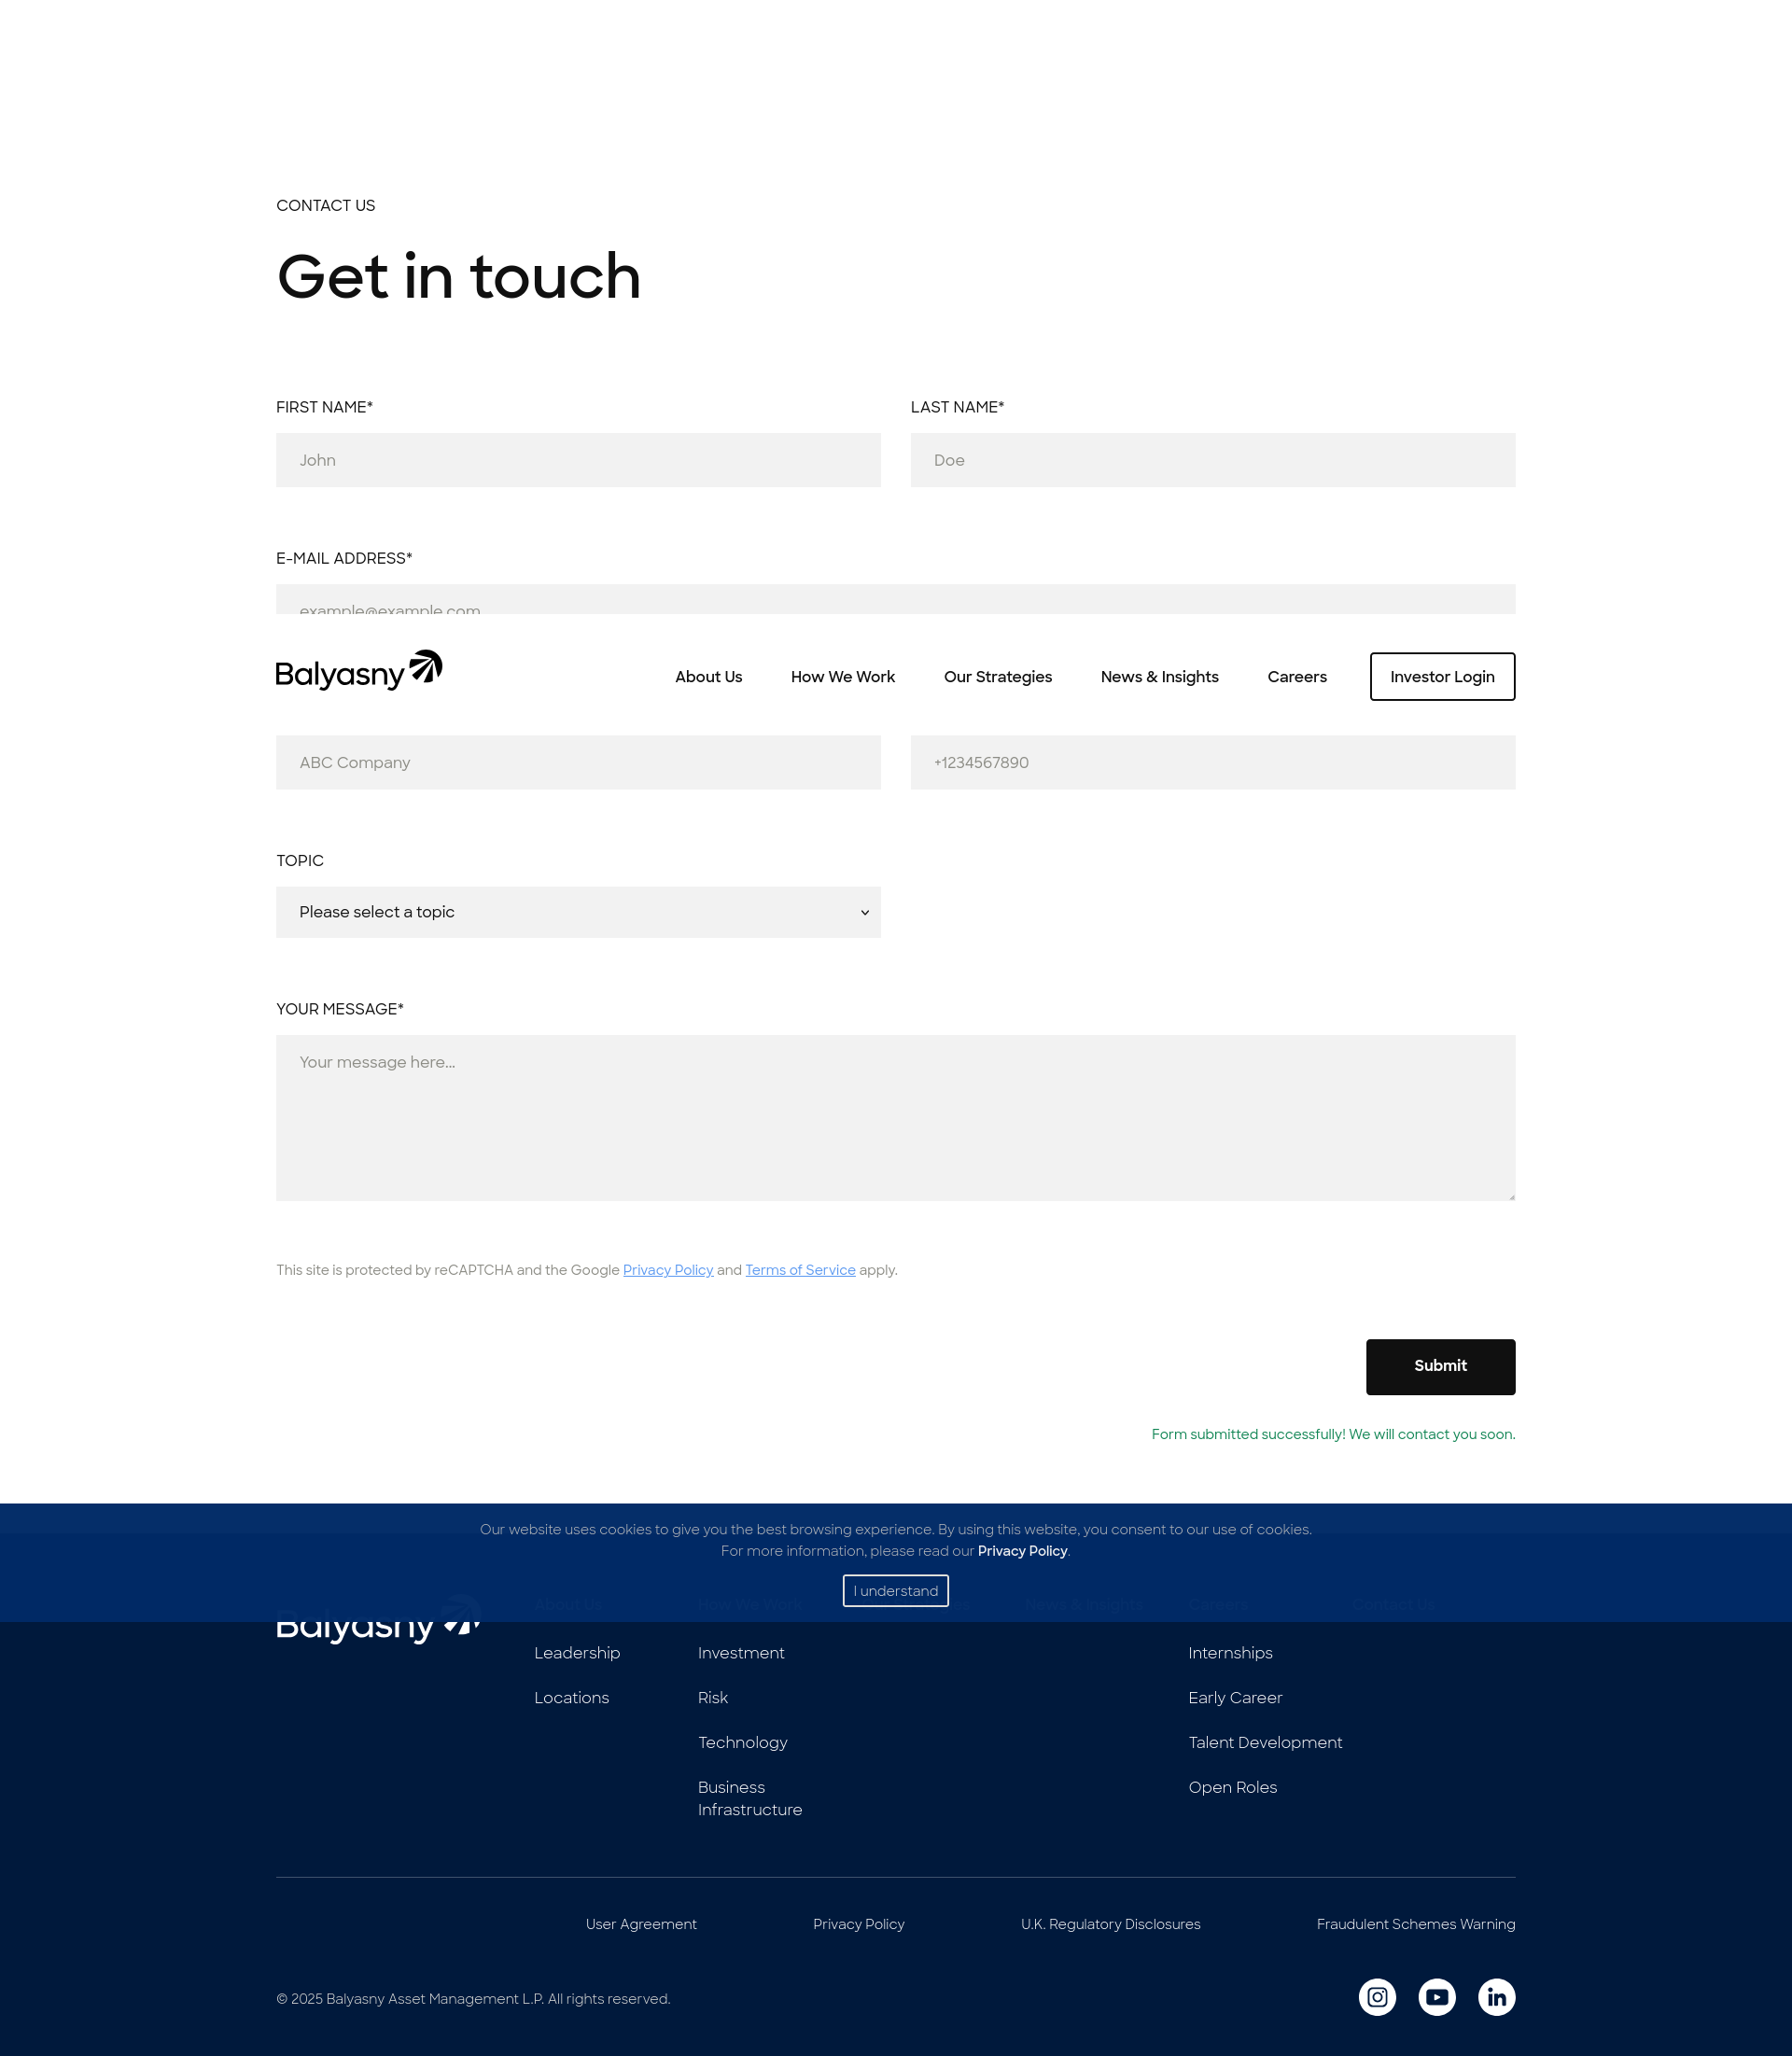 CONTACT US
Get in touch
FIRST NAME*
LAST NAME*
John
Doe
E-MAIL ADDRESS*
example@example.com
Balyasny
About Us
How We Work
Our Strategies
News & Insights
Careers
Investor Login
ABC Company
+1234567890
TOPIC
Please select a topic
YOUR MESSAGE*
Your message here...
This site is protected by reCAPTCHA and the Google Privacy Policy and Terms of Service apply.
Submit
Form submitted successfully! We will contact you soon.
Our website uses cookies to give you the best browsing experience. By using this website, you consent to our use of cookies.
For more information, please read our Privacy Policy.
I understand
Balyasny
Leadership
Investment
Internships
Locations
Risk
Early Career
Technology
Talent Development
Business
Infrastructure
Open Roles
User Agreement
Privacy Policy
U.K. Regulatory Disclosures
Fraudulent Schemes Warning
© 2025 Balyasny Asset Management L.P. All rights reserved.